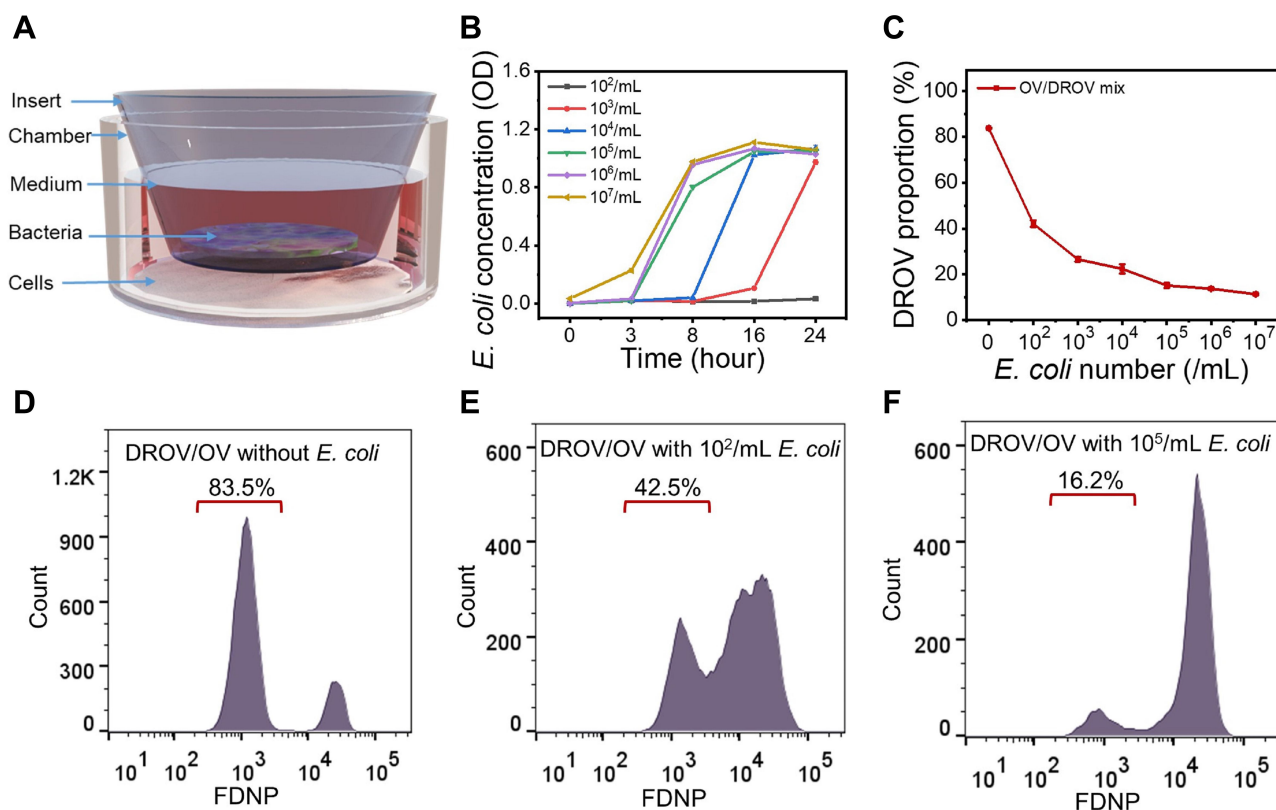 A
Insert
Chamber
Medium
Bacteria
Cells
B
E. coli concentration (OD)
1.6
1.2
0.8
0.4
0.0
10²/mL
10³/mL
10⁴/mL
10⁵/mL
10⁶/mL
10⁷/mL
0 3 8 16 24
Time (hour)
C
DROV proportion (%)
100
80
60
40
20
0
OV/DROV mix
0 10² 10³ 10⁴ 10⁵ 10⁶ 10⁷
E. coli number (/mL)
D
DROV/OV without E. coli
83.5%
Count
1.2K
900
600
300
0
10¹ 10² 10³ 10⁴ 10⁵
FDNP
E
DROV/OV with 10²/mL E. coli
42.5%
Count
600
400
200
0
10¹ 10² 10³ 10⁴ 10⁵
FDNP
F
DROV/OV with 10⁵/mL E. coli
16.2%
Count
600
400
200
0
10¹ 10² 10³ 10⁴ 10⁵
FDNP